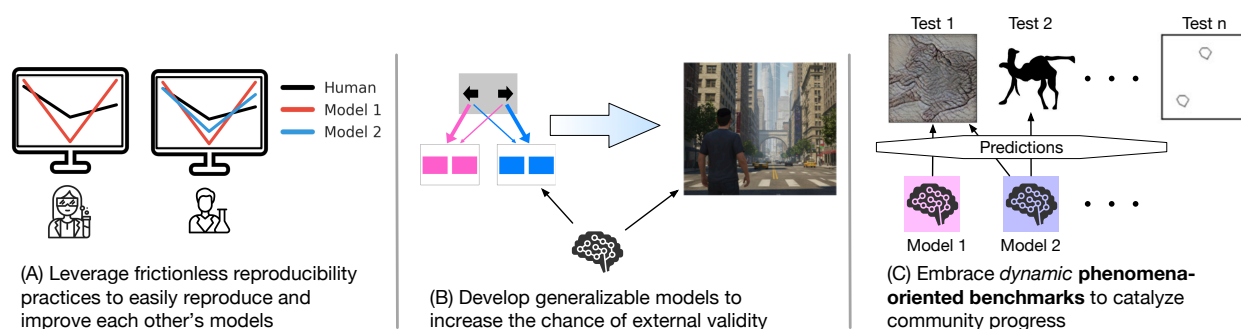 Human
Model 1
Model 2
(A) Leverage frictionless reproducibility
practices to easily reproduce and
improve each other's models
(B) Develop generalizable models to
increase the chance of external validity
Test 1
Test 2
Test n
Predictions
Model 1
Model 2
(C) Embrace dynamic phenomena-
oriented benchmarks to catalyze
community progress